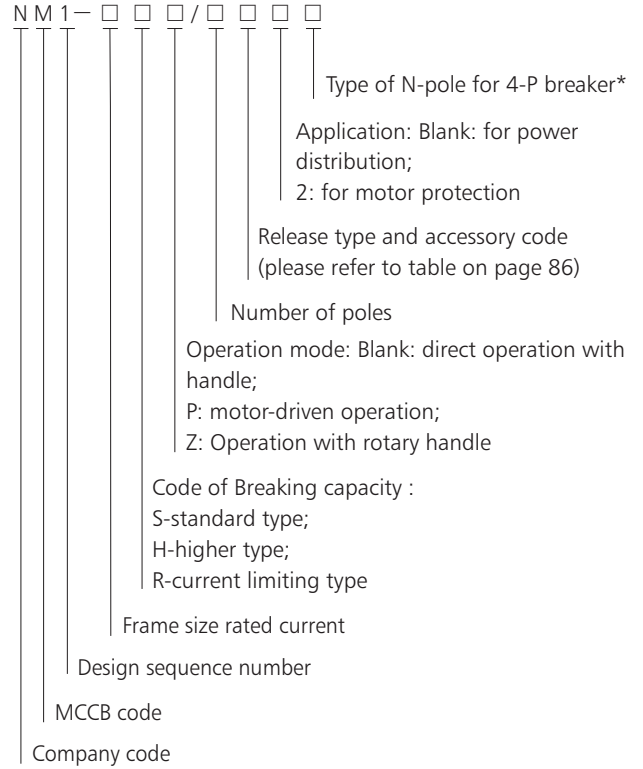 NM1－□ □ □/□ □ □ □
Type of N-pole for 4-P breaker*
Application: Blank: for power
distribution;
2: for motor protection
Release type and accessory code
(please refer to table on page 86)
Number of poles
Operation mode: Blank: direct operation with
handle;
P: motor-driven operation;
Z: Operation with rotary handle
Code of Breaking capacity :
S-standard type;
H-higher type;
R-current limiting type
Frame size rated current
Design sequence number
MCCB code
Company code